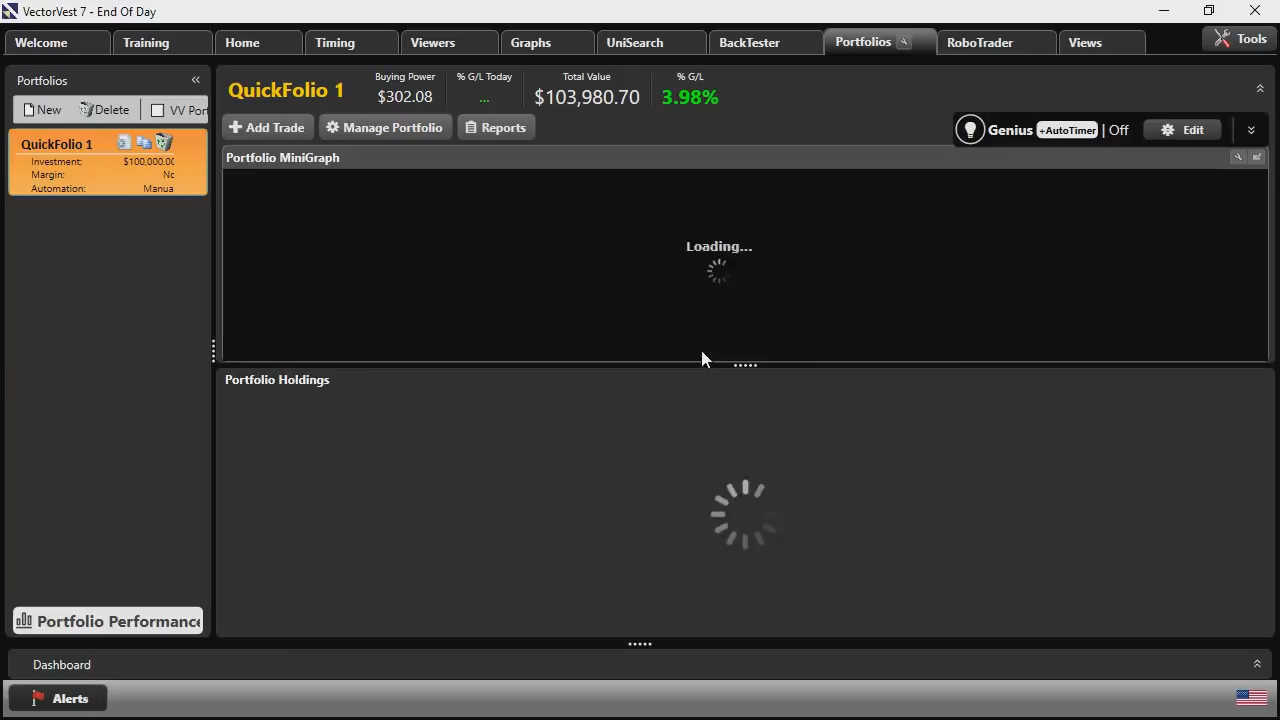 VectorVest 7 - End Of Day
Welcome
Training
Home
Timing
Viewers
Graphs
UniSearch
BackTester
Portfolios
RoboTrader
Views
Tools
Portfolios
New
Delete
VV Por
QuickFolio 1
Investment: $100,000.00
Margin:
Automation: Manua
Portfolio Performance
QuickFolio 1
Buying Power
$302.08
% G/L Today
...
Total Value
$103,980.70
% G/L
3.98%
Add Trade
Manage Portfolio
Reports
Genius +AutoTimer | Off
Edit
Portfolio MiniGraph
Loading...
Portfolio Holdings
Dashboard
Alerts